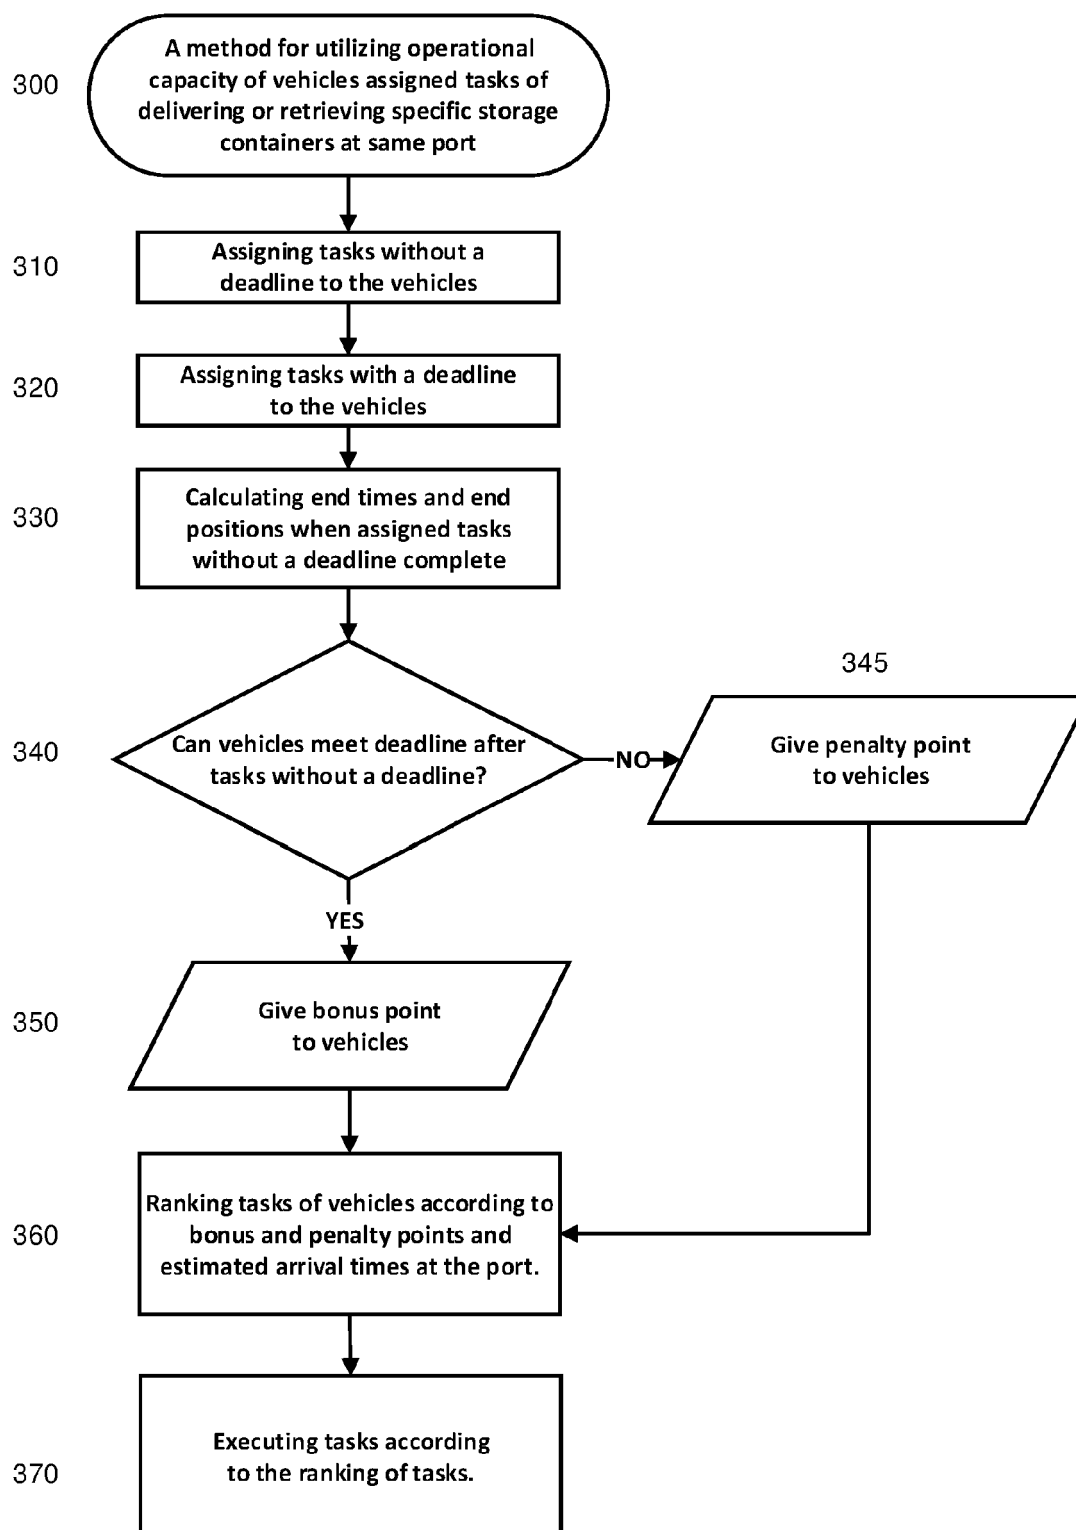 300
A method for utilizing operational
capacity of vehicles assigned tasks of
delivering or retrieving specific storage
containers at same port
310
Assigning tasks without a
deadline to the vehicles
320
Assigning tasks with a deadline
to the vehicles
330
Calculating end times and end
positions when assigned tasks
without a deadline complete
340
Can vehicles meet deadline after
tasks without a deadline?
NO
345
Give penalty point
to vehicles
YES
350
Give bonus point
to vehicles
360
Ranking tasks of vehicles according to
bonus and penalty points and
estimated arrival times at the port.
370
Executing tasks according
to the ranking of tasks.